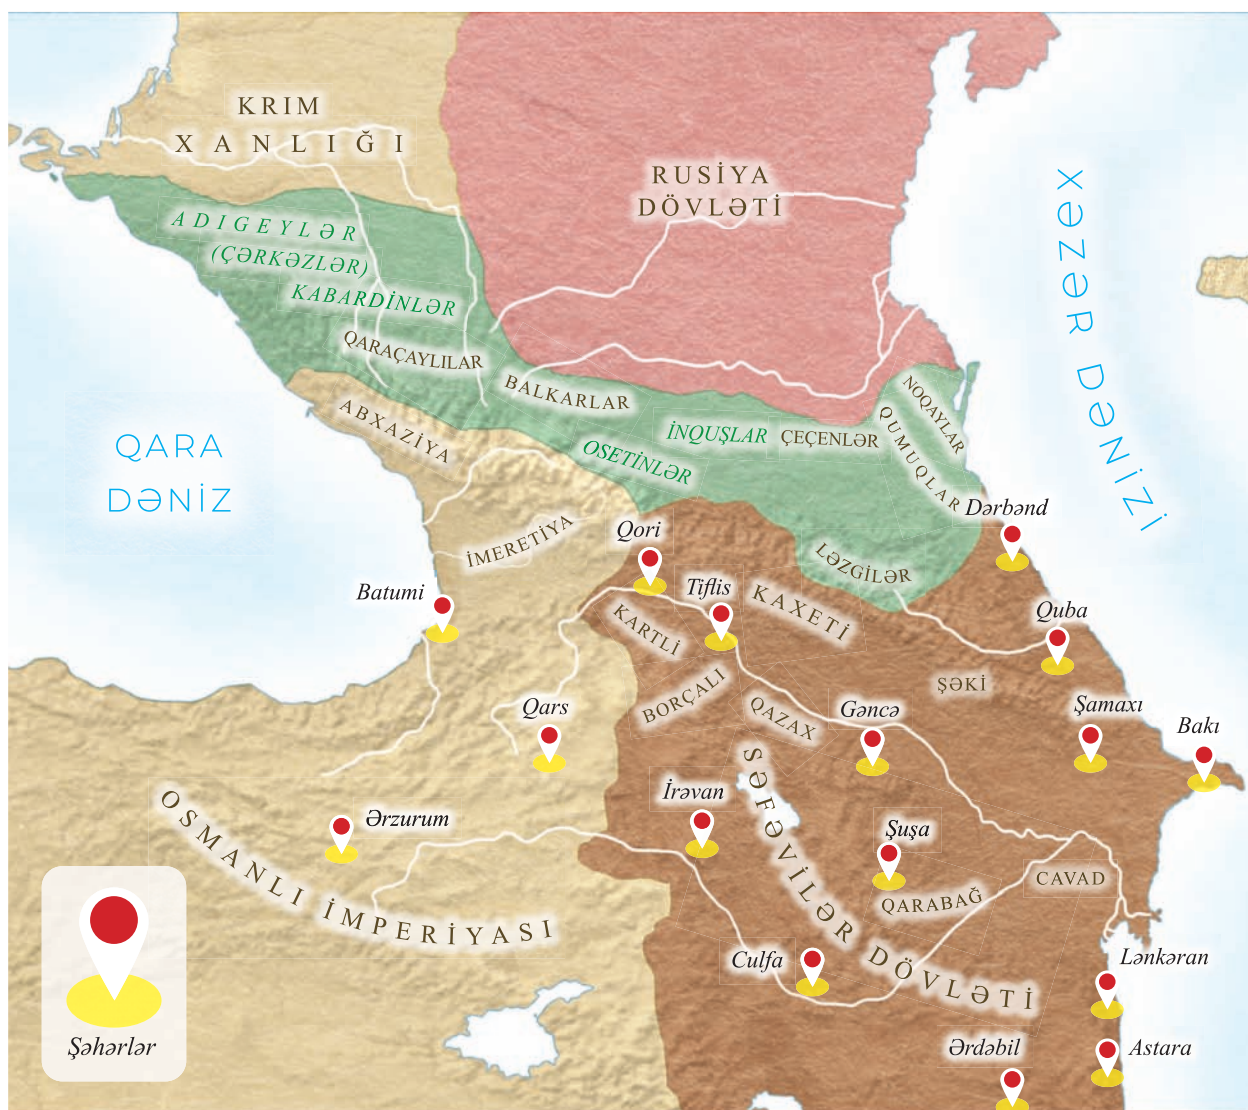 KRIM
XANLIĞI
RUSİYA
DÖVLƏTİ
XƏZƏR DƏNİZİ
ADIGEYLƏR
(ÇƏRKƏZLƏR)
KABARDİNLƏR
QARAÇAYLILAR
BALKARLAR
NOQAYLAR
QUMUQLAR
ABXAZİYA
İNQUŞLAR
ÇEÇENLƏR
OSETİNLƏR
QARA
DƏNİZ
Dərbənd
Qori
İMERETİYA
LƏZGİLƏR
Batumi
Tiflis
KAXETİ
Quba
KARTLİ
ŞƏKİ
BORÇALI
QAZAX
Qars
Gəncə
Şamaxı
Bakı
SƏFƏVİLƏR DÖVLƏTİ
İrəvan
OSMANLI İMPERİYASI
Ərzurum
Şuşa
CAVAD
QARABAĞ
Culfa
Lənkəran
Şəhərlər
Ərdəbil
Astara